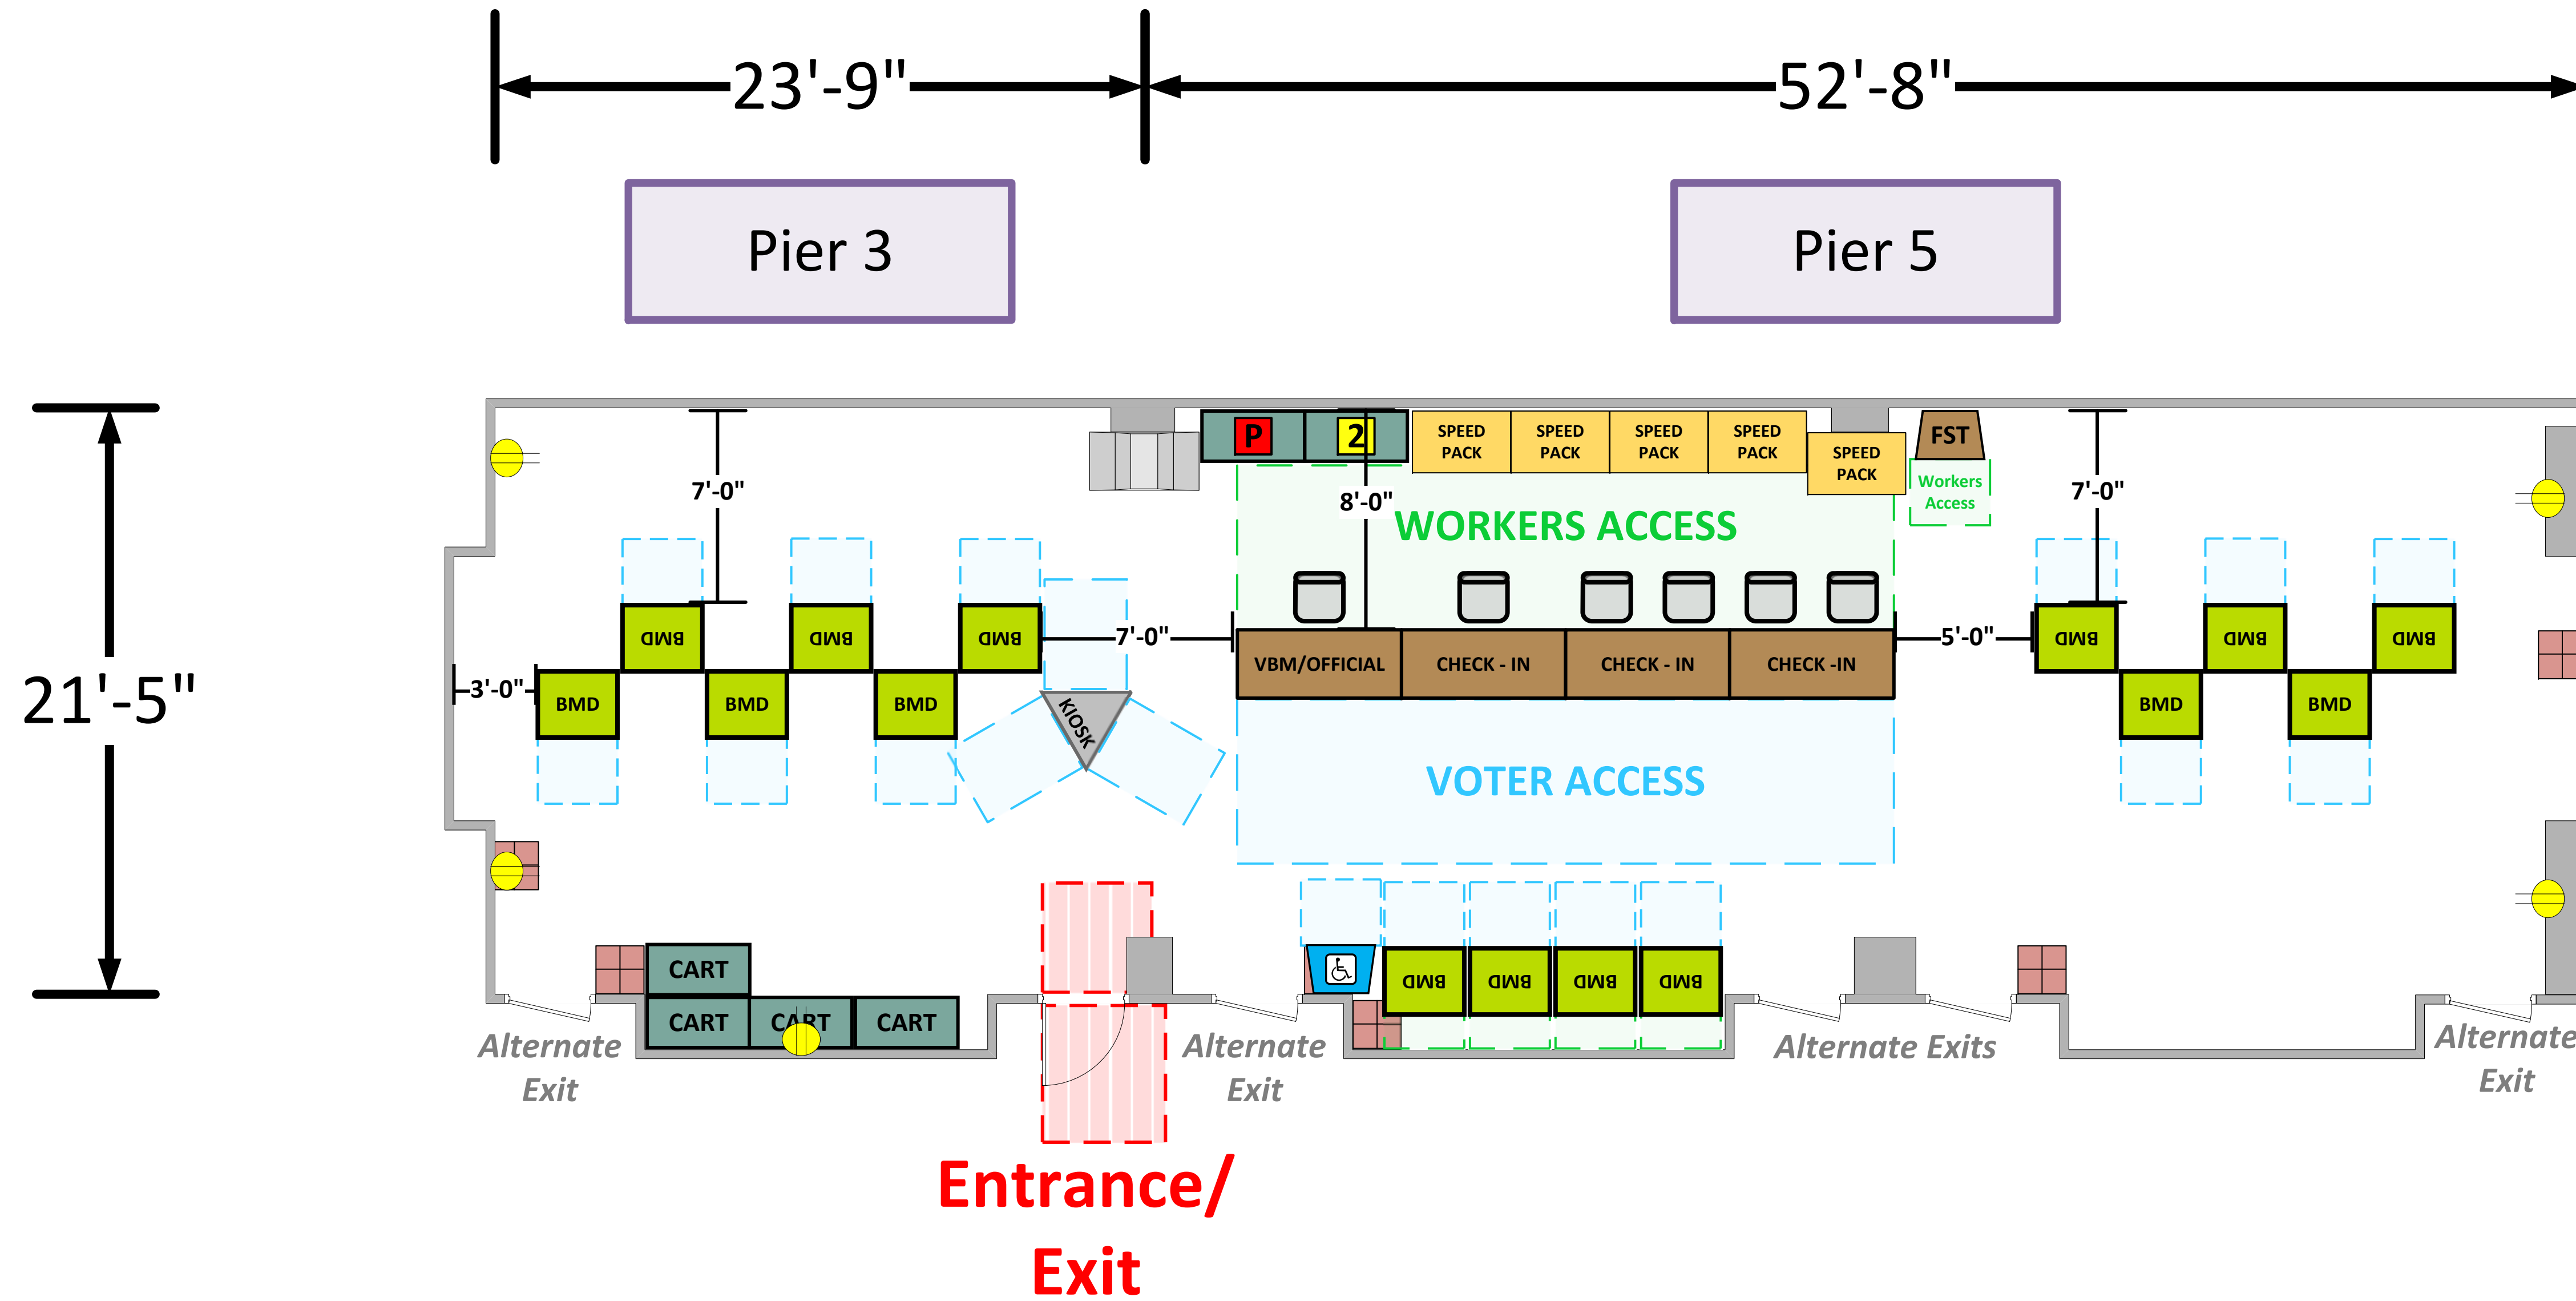 23'-9"
52'-8"
Pier 3
Pier 5
P
2
SPEED
PACK
SPEED
PACK
SPEED
PACK
SPEED
PACK
SPEED
PACK
FST
Workers
Access
7'-0"
8'-0"
7'-0"
WORKERS ACCESS
21'-5"
BMD
BMD
BMD
7'-0"
5'-0"
BMD
BMD
BMD
VBM/OFFICIAL
CHECK - IN
CHECK - IN
CHECK -IN
3'-0"
BMD
BMD
BMD
KIOSK
BMD
BMD
VOTER ACCESS
CART
BMD
BMD
BMD
BMD
CART
CART
CART
Alternate
Exit
Alternate
Exit
Alternate Exits
Alternate
Exit
Entrance/
Exit